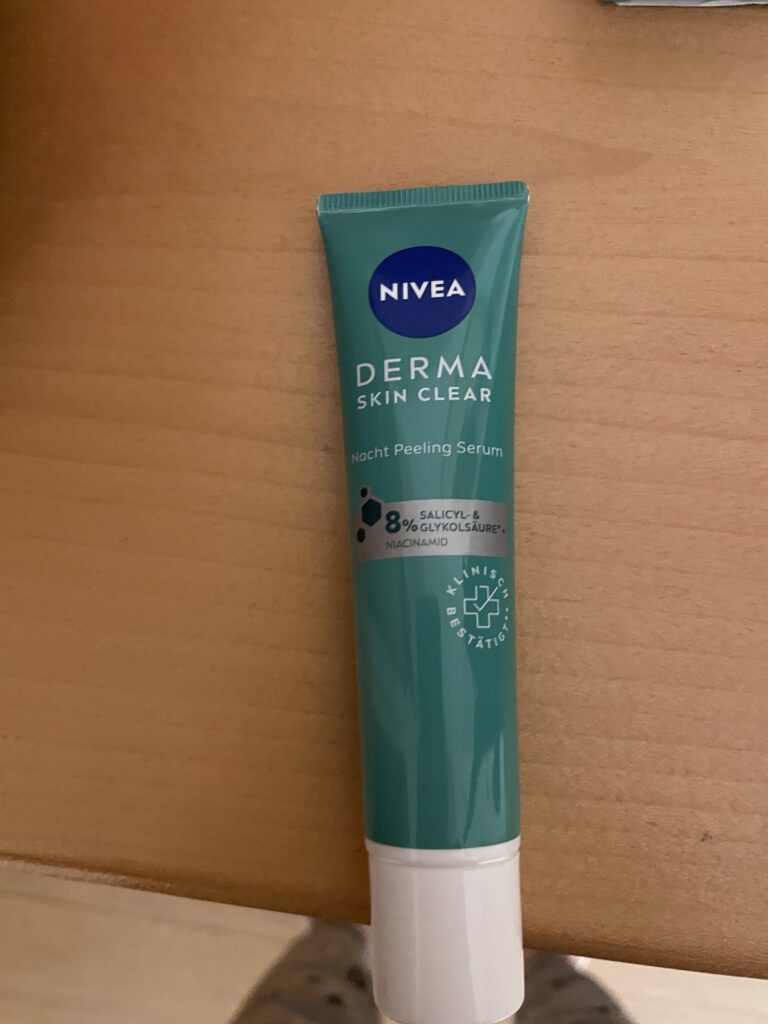 NIVEA
DERMA
SKIN CLEAR
Nacht Peeling Serum
8% SALICYL- &
GLYKOLSÄURE*+
NIACINAMID
KLINISCH
BESTÄTIGT**